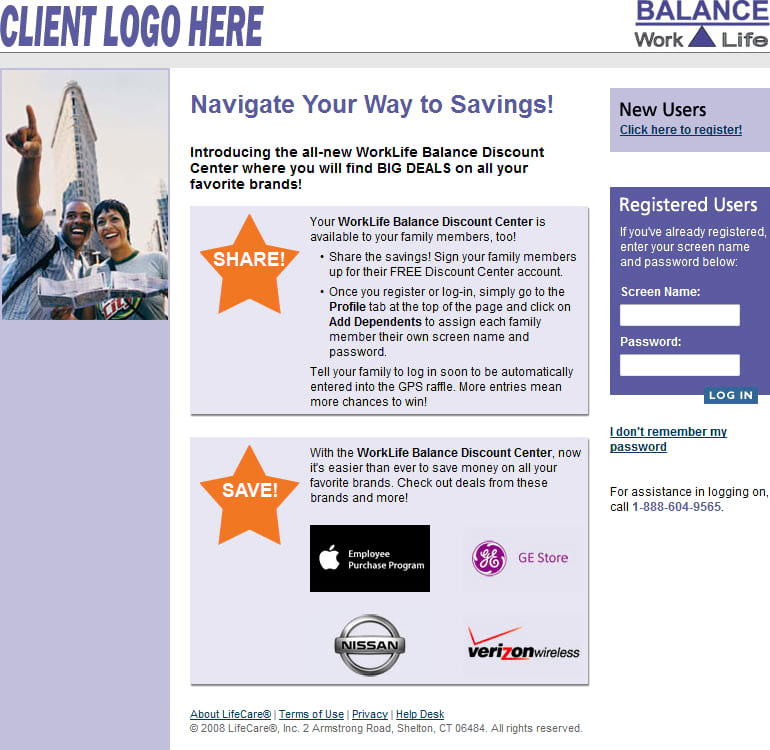 CLIENT LOGO HERE
BALANCE
Work Life
Navigate Your Way to Savings!
Introducing the all-new WorkLife Balance Discount
Center where you will find BIG DEALS on all your
favorite brands!
SHARE!
Your WorkLife Balance Discount Center is
available to your family members, too!
• Share the savings! Sign your family members
up for their FREE Discount Center account.
• Once you register or log-in, simply go to the
Profile tab at the top of the page and click on
Add Dependents to assign each family
member their own screen name and
password.
Tell your family to log in soon to be automatically
entered into the GPS raffle. More entries mean
more chances to win!
SAVE!
With the WorkLife Balance Discount Center, now
it's easier than ever to save money on all your
favorite brands. Check out deals from these
brands and more!
Employee
Purchase Program
GE Store
NISSAN
verizonwireless
About LifeCare® | Terms of Use | Privacy | Help Desk
© 2008 LifeCare®, Inc. 2 Armstrong Road, Shelton, CT 06484. All rights reserved.
New Users
Click here to register!
Registered Users
If you've already registered,
enter your screen name
and password below:
Screen Name:
Password:
LOG IN
I don't remember my
password
For assistance in logging on,
call 1-888-604-9565.